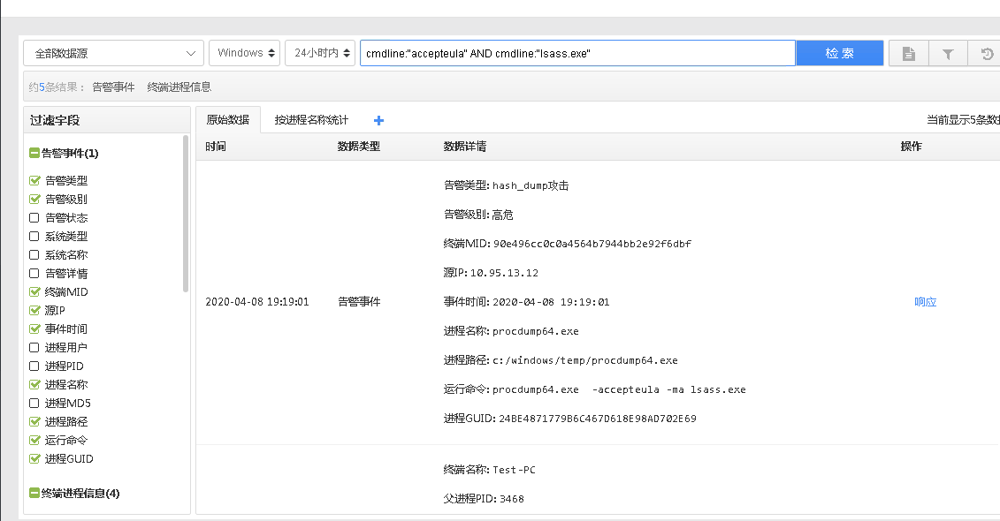 全部数据源 Windows 24小时内 cmdline:"accepteula" AND cmdline:"lsass.exe" 检 索
约5条结果： 告警事件 终端进程信息
过滤字段
告警事件(1)
告警类型
告警级别
告警状态
系统类型
系统名称
告警详情
终端MID
源IP
事件时间
进程用户
进程PID
进程名称
进程MD5
进程路径
运行命令
进程GUID
终端进程信息(4)
原始数据 按进程名称统计 + 当前显示5条数
时间 数据类型 数据详情 操作
告警类型: hash_dump攻击
告警级别: 高危
终端MID: 90e496cc0c0a4564b7944bb2e92f6dbf
源IP: 10.95.13.12
2020-04-08 19:19:01 告警事件 事件时间: 2020-04-08 19:19:01 响应
进程名称: procdump64.exe
进程路径: c:/windows/temp/procdump64.exe
运行命令: procdump64.exe  -accepteula -ma lsass.exe
进程GUID: 24BE4871779B6C467D618E98AD702E69
终端名称: Test-PC
父进程PID: 3468